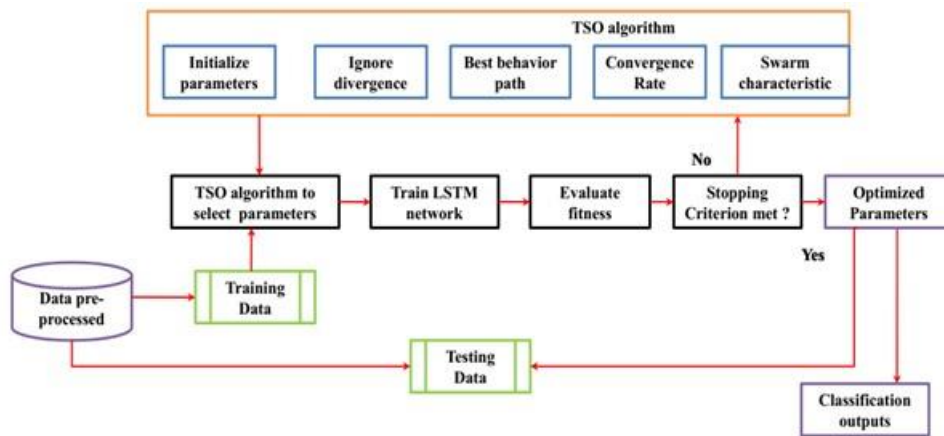 TSO algorithm
Initialize
parameters
Ignore
divergence
Best behavior
path
Convergence
Rate
Swarm
characteristic
No
TSO algorithm to
select parameters
Train LSTM
network
Evaluate
fitness
Stopping
Criterion met ?
Optimized
Parameters
Yes
Data pre-
processed
Training
Data
Testing
Data
Classification
outputs